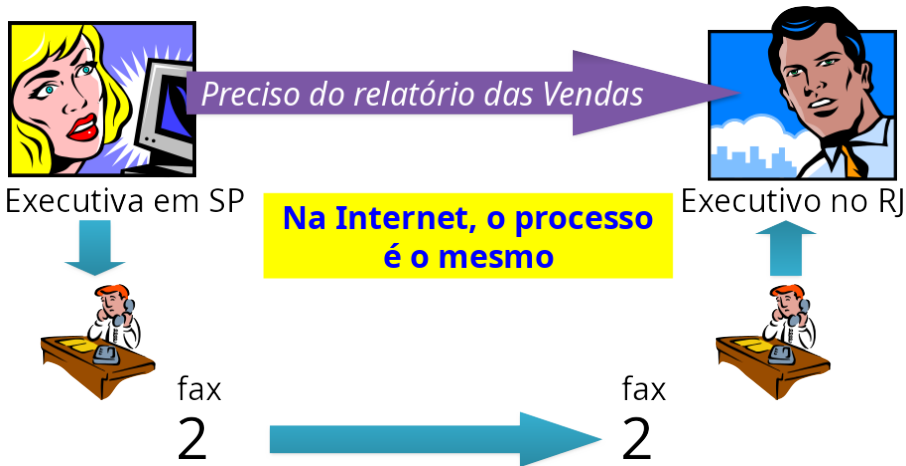 Preciso do relatório das Vendas
Executiva em SP
Executivo no RJ
Na Internet, o processo
é o mesmo
fax
fax
2
2